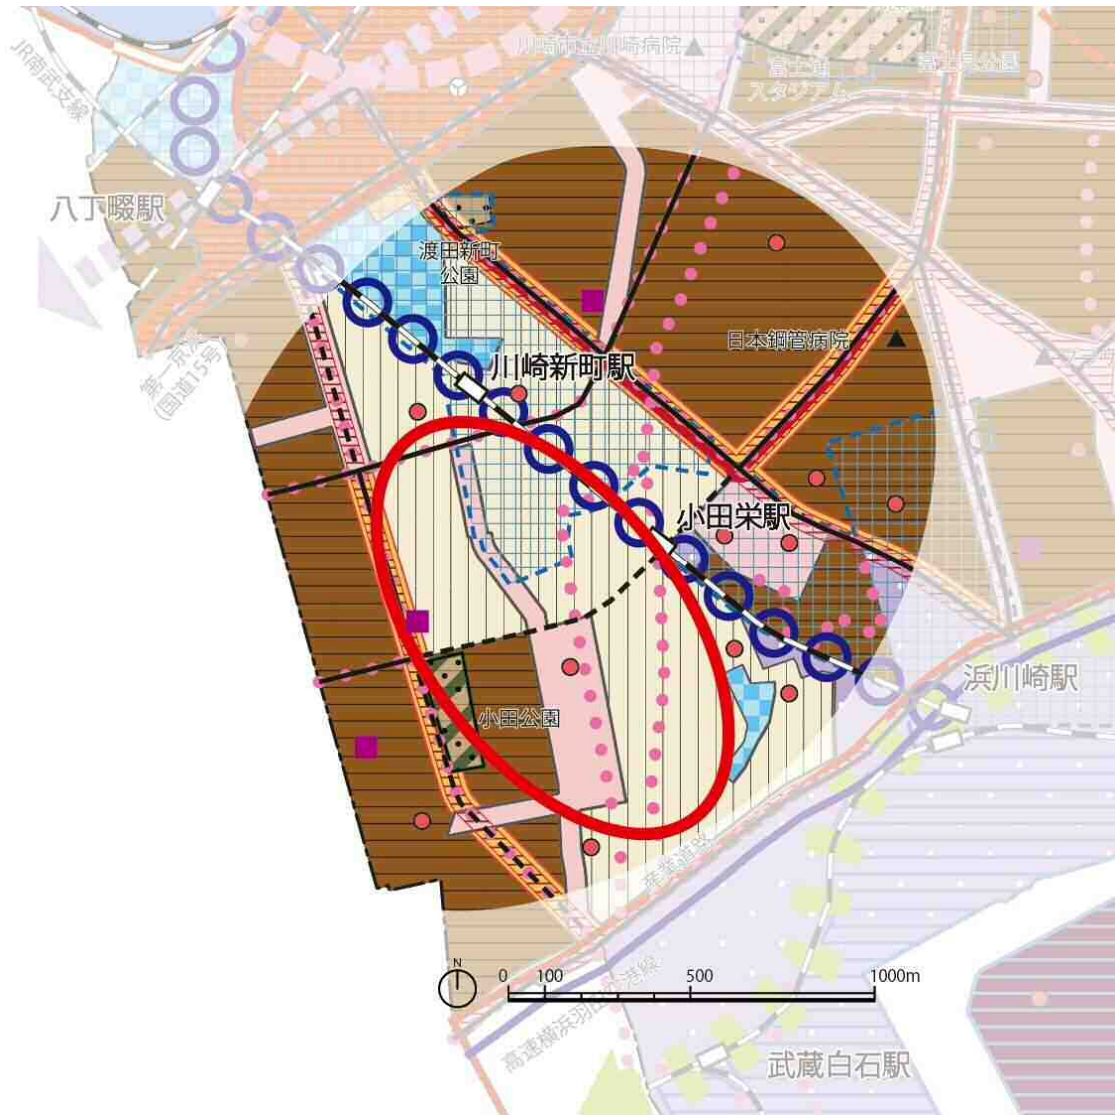 川崎市立川崎病院
富士通
スタジアム
富士見公園
JR南武支線
八丁畷駅
渡田新町
公園
第一京浜
(国道15号)
川崎新町駅
日本鋼管病院
小田栄駅
浜川崎駅
小田公園
産業道路
N
0 100 500 1000m
高速横浜羽田空港線
武蔵白石駅